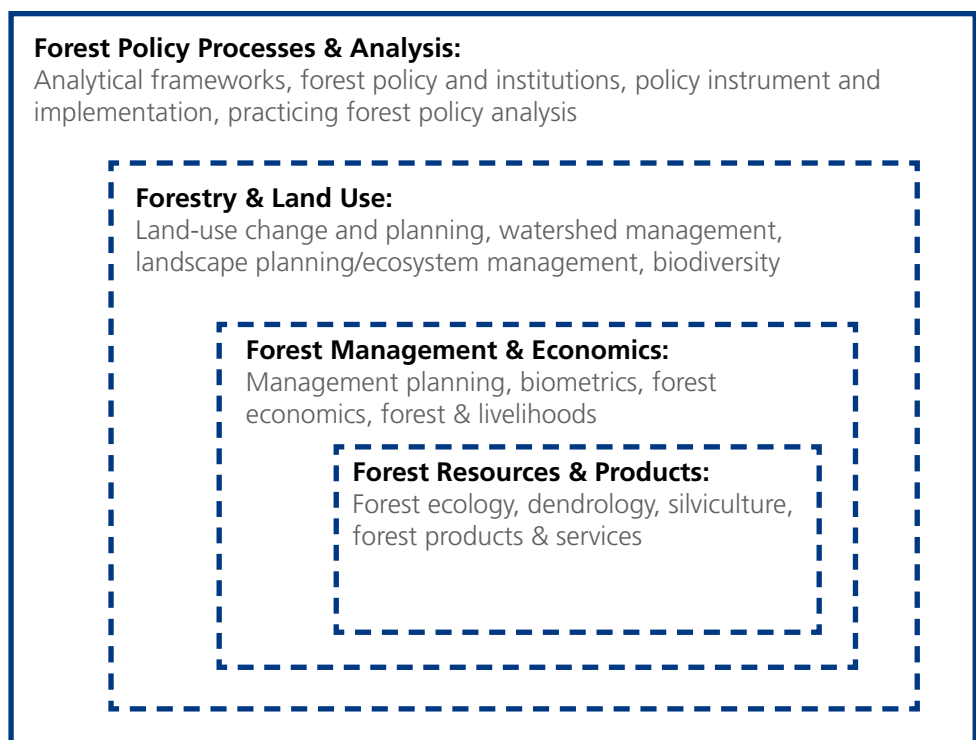 Forest Policy Processes & Analysis:
Analytical frameworks, forest policy and institutions, policy instrument and
implementation, practicing forest policy analysis
Forestry & Land Use:
Land-use change and planning, watershed management,
landscape planning/ecosystem management, biodiversity
Forest Management & Economics:
Management planning, biometrics, forest
economics, forest & livelihoods
Forest Resources & Products:
Forest ecology, dendrology, silviculture,
forest products & services